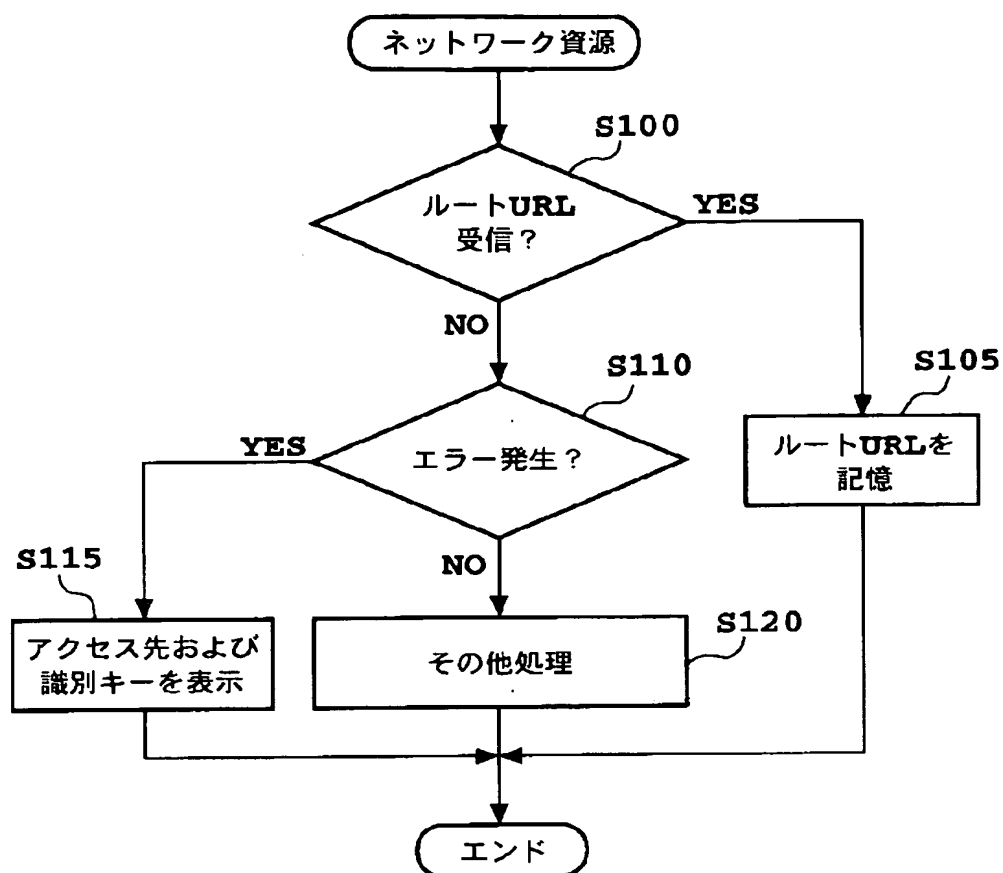 ネットワーク資源
S100
ルートURL
受信？
YES
NO
S110
エラー発生？
YES
S105
ルートURLを
記憶
NO
S115
アクセス先および
識別キーを表示
S120
その他処理
エンド